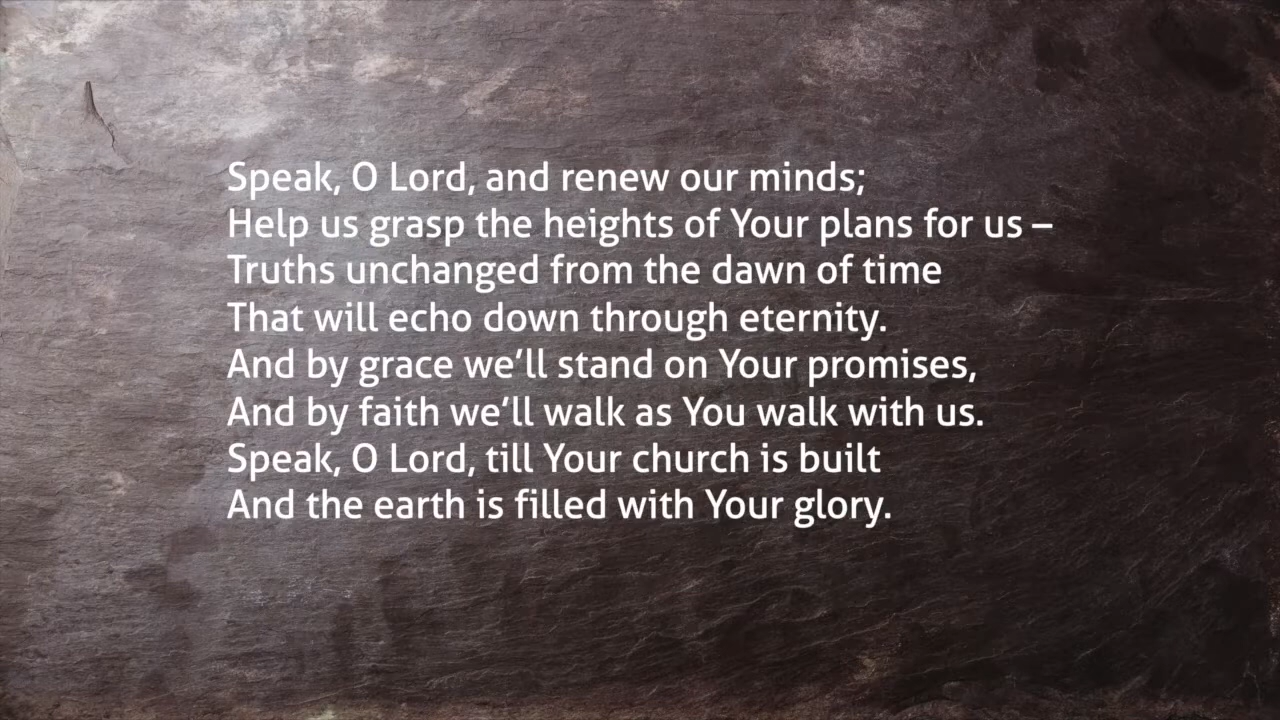 Speak, O Lord, and renew our minds;
Help us grasp the heights of Your plans for us –
Truths unchanged from the dawn of time
That will echo down through eternity.
And by grace we’ll stand on Your promises,
And by faith we’ll walk as You walk with us.
Speak, O Lord, till Your church is built
And the earth is filled with Your glory.